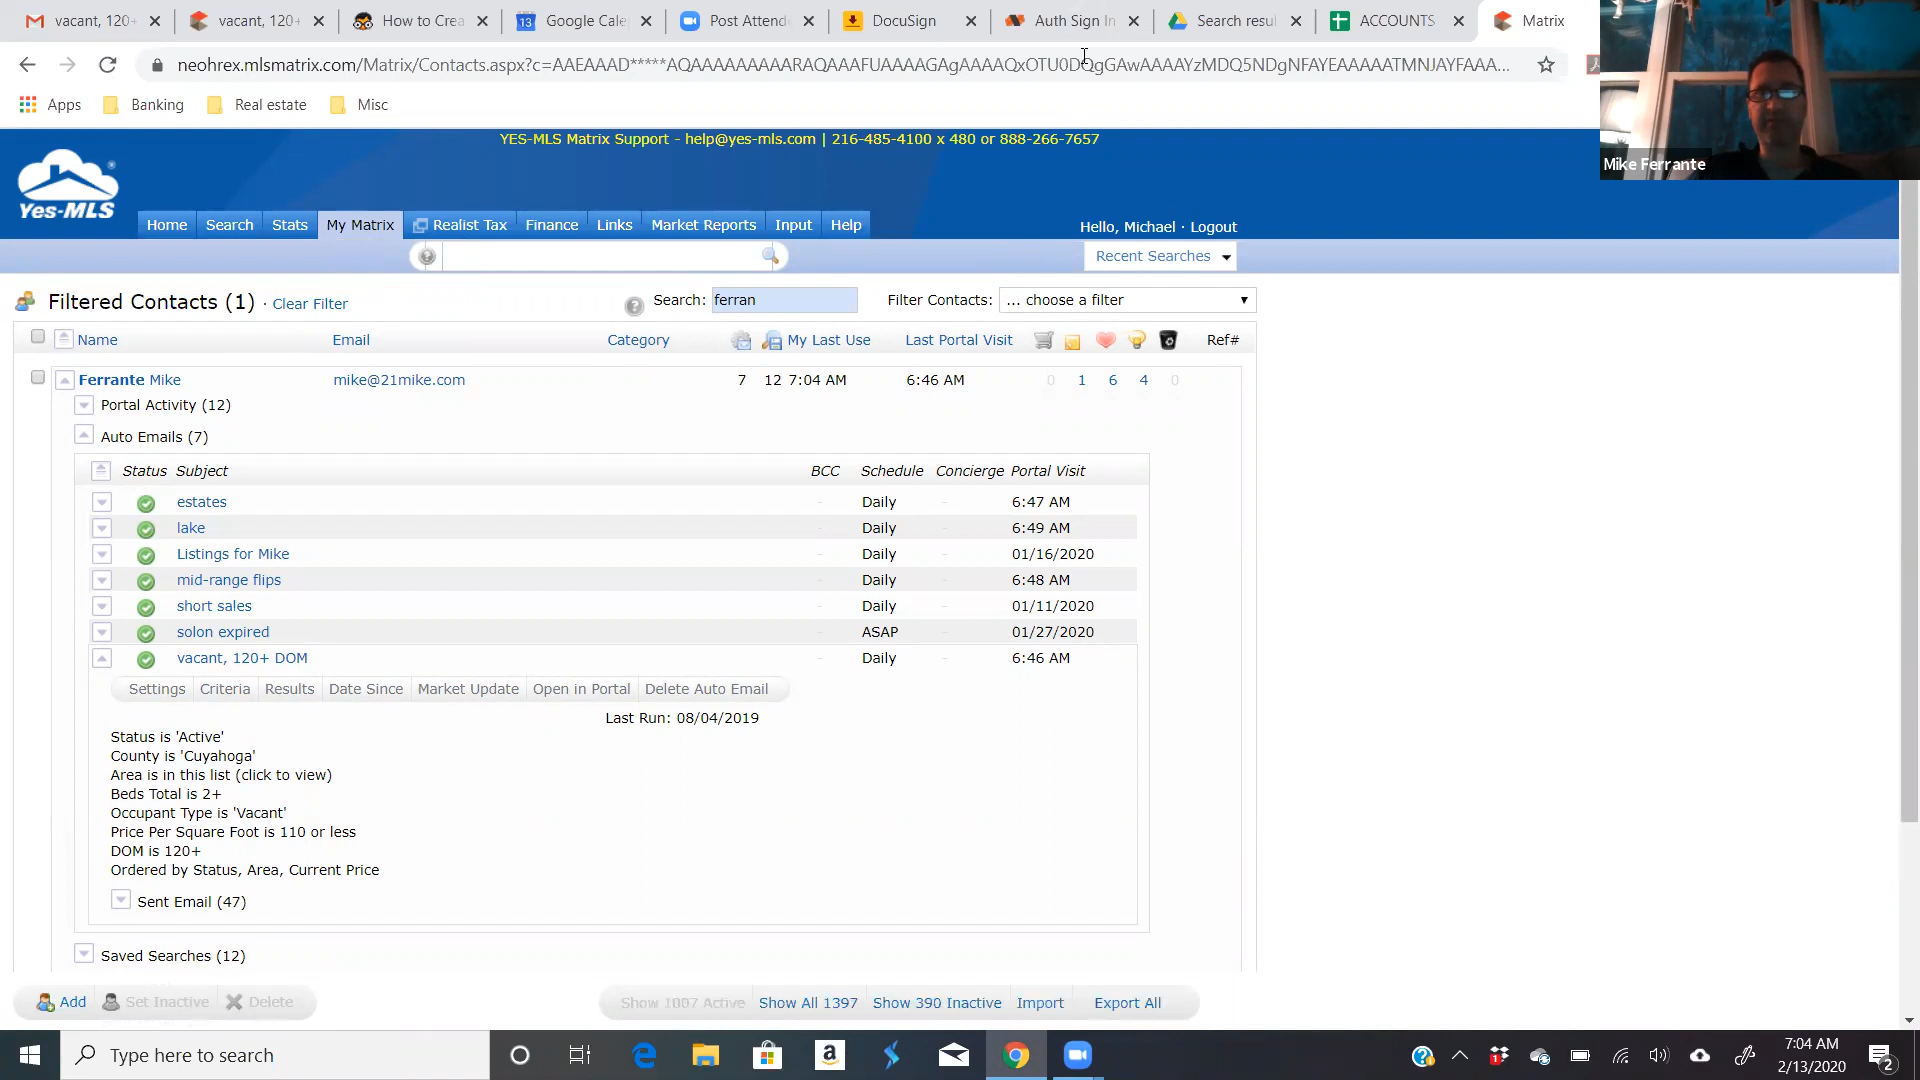 vacant, 120+ × vacant, 120+ × How to Crea × 13 Google Cale × Post Attend × DocuSign × Auth Sign In × Search resul × ACCOUNTS × Matrix
neohrex.mlsmatrix.com/Matrix/Contacts.aspx?c=AAEAAAD*****AQAAAAAAAAARAQAAAFUAAAAGAgAAAAQxOTU0DQgGAwAAAAYzMDQ5NDgNFAYEAAAAATMNJAYFAAA...
Apps Banking Real estate Misc
Mike Ferrante
YES-MLS Matrix Support - help@yes-mls.com | 216-485-4100 x 480 or 888-266-7657
Yes-MLS
Home Search Stats My Matrix Realist Tax Finance Links Market Reports Input Help
Hello, Michael · Logout
Recent Searches
Filtered Contacts (1) · Clear Filter
Search: ferran
Filter Contacts: ... choose a filter
Name Email Category My Last Use Last Portal Visit Ref#
Ferrante Mike mike@21mike.com 7 12 7:04 AM 6:46 AM 0 1 6 4 0
Portal Activity (12)
Auto Emails (7)
Status Subject BCC Schedule Concierge Portal Visit
estates - Daily - 6:47 AM
lake - Daily - 6:49 AM
Listings for Mike - Daily - 01/16/2020
mid-range flips - Daily - 6:48 AM
short sales - Daily - 01/11/2020
solon expired - ASAP - 01/27/2020
vacant, 120+ DOM - Daily - 6:46 AM
Settings Criteria Results Date Since Market Update Open in Portal Delete Auto Email
Last Run: 08/04/2019
Status is 'Active'
County is 'Cuyahoga'
Area is in this list (click to view)
Beds Total is 2+
Occupant Type is 'Vacant'
Price Per Square Foot is 110 or less
DOM is 120+
Ordered by Status, Area, Current Price
Sent Email (47)
Saved Searches (12)
Add Set Inactive Delete
Show 1007 Active Show All 1397 Show 390 Inactive Import Export All
Type here to search
7:04 AM
2/13/2020
2